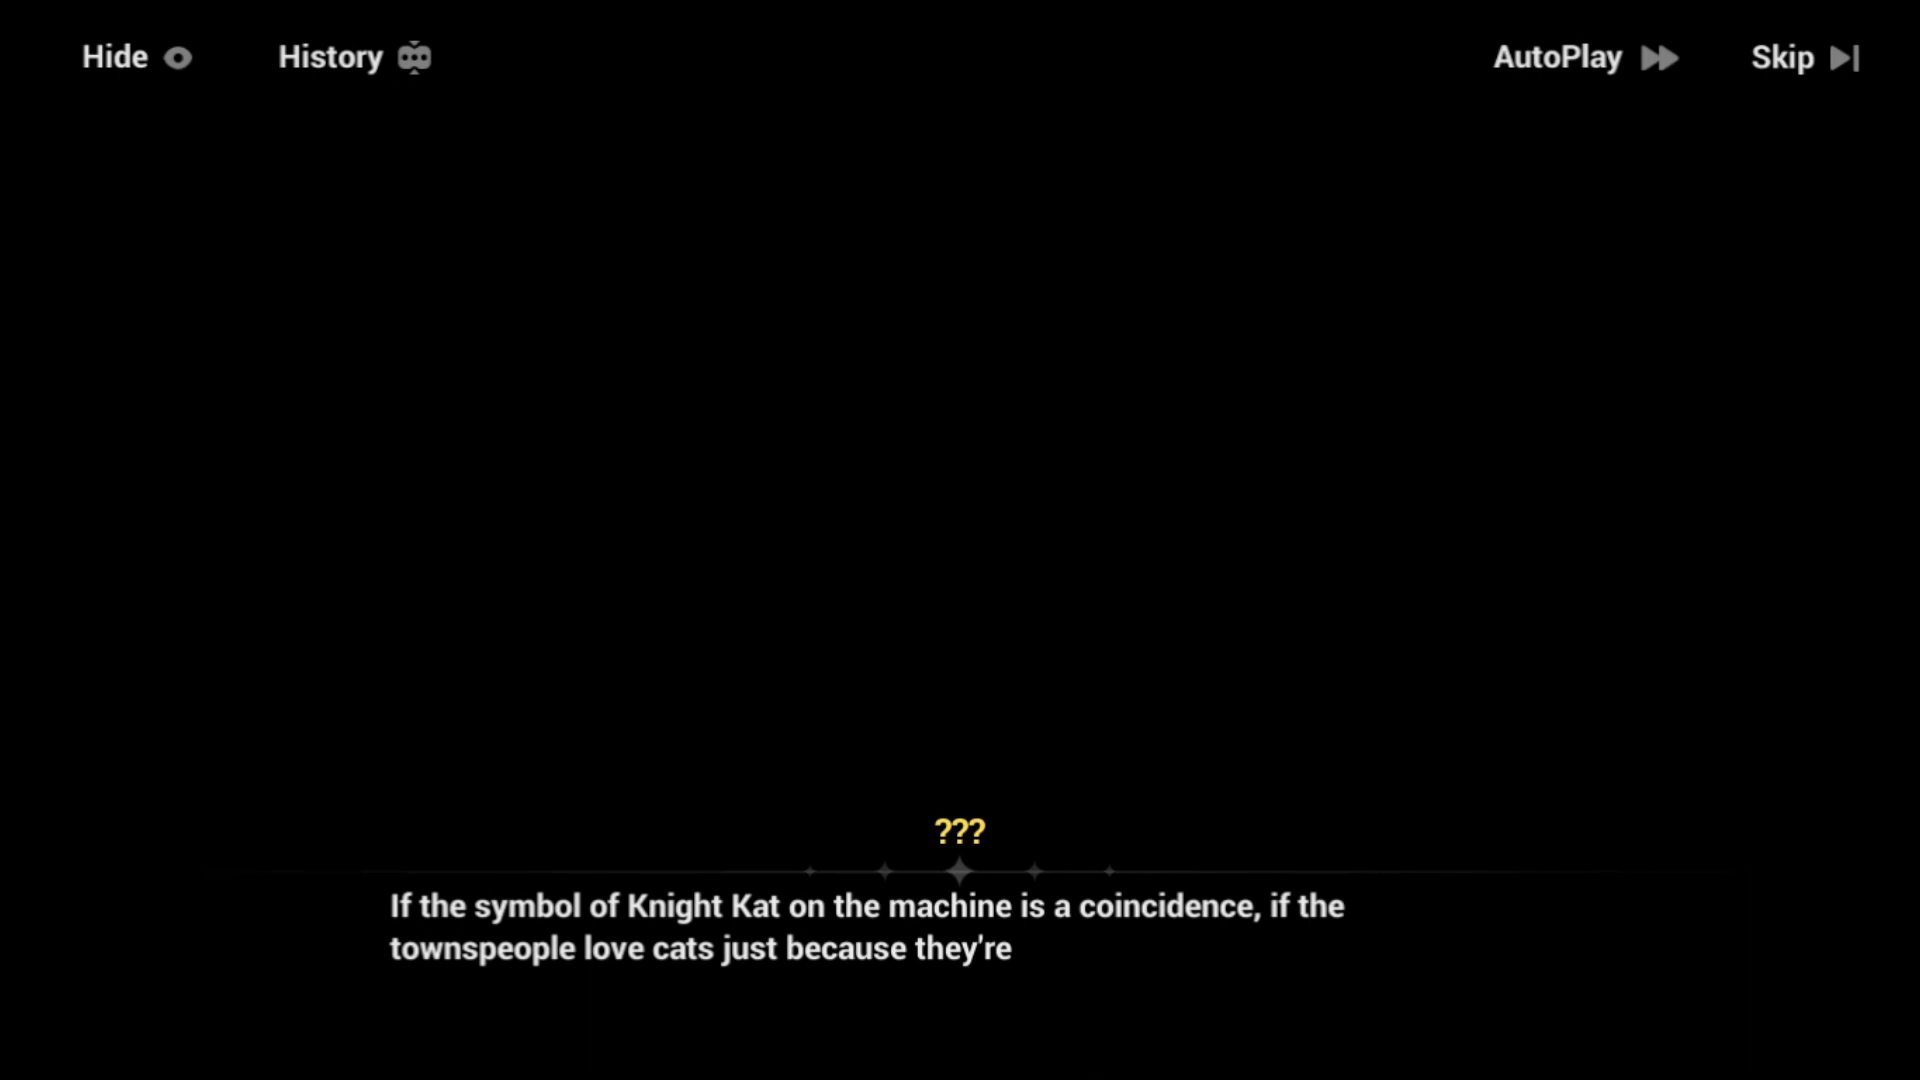 Hide
History
AutoPlay
Skip
???
If the symbol of Knight Kat on the machine is a coincidence, if the
townspeople love cats just because they're